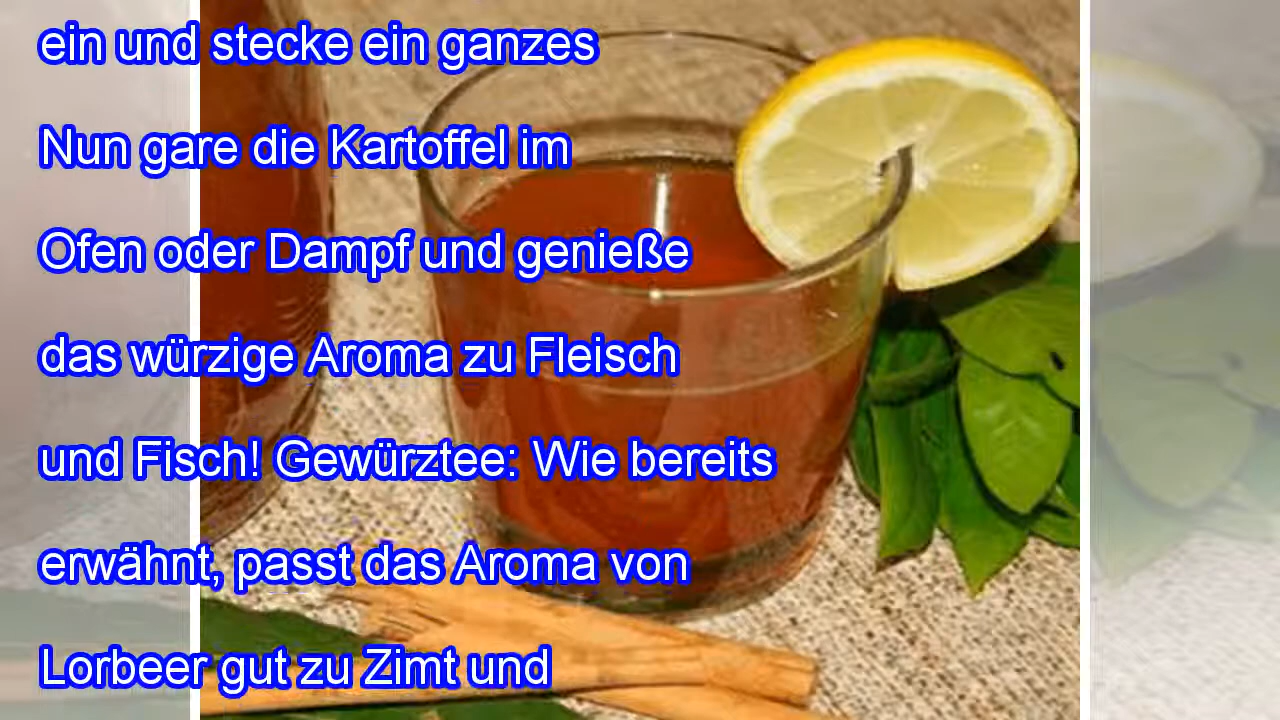 ein und stecke ein ganzes
Nun gare die Kartoffel im
Ofen oder Dampf und genieße
das würzige Aroma zu Fleisch
und Fisch! Gewürztee: Wie bereits
erwähnt, passt das Aroma von
Lorbeer gut zu Zimt und